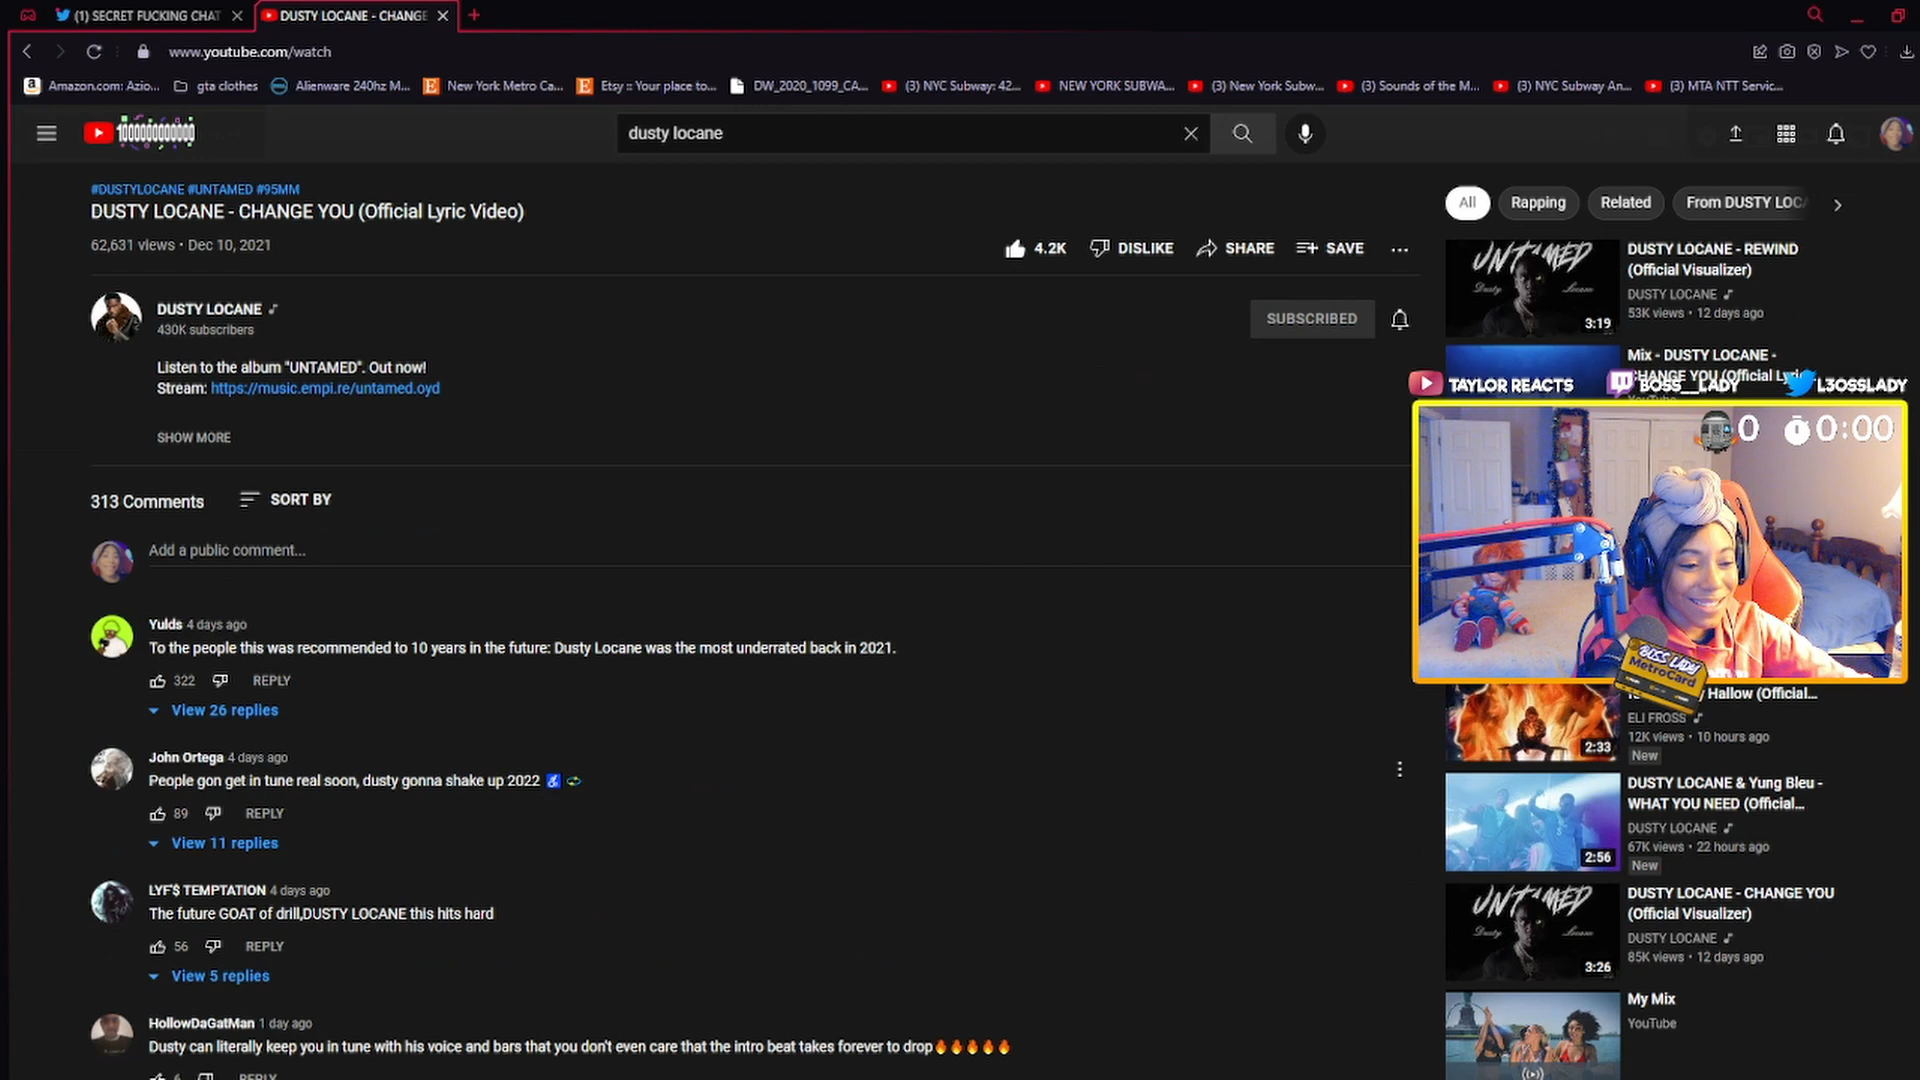 (1) SECRET FUCKING CHAT
DUSTY LOCANE - CHANGE
www.youtube.com/watch
Amazon.com: Azio...
gta clothes
Alienware 240hz M...
New York Metro Ca...
Etsy :: Your place to...
DW_2020_1099_CA...
(3) NYC Subway: 42...
NEW YORK SUBWA...
(3) New York Subw...
(3) Sounds of the M...
(3) NYC Subway An...
(3) MTA NTT Servic...
dusty locane
#DUSTYLOCANE #UNTAMED #95MM
DUSTY LOCANE - CHANGE YOU (Official Lyric Video)
62,631 views • Dec 10, 2021
4.2K
DISLIKE
SHARE
SAVE
DUSTY LOCANE
430K subscribers
SUBSCRIBED
Listen to the album "UNTAMED". Out now!
Stream: https://music.empi.re/untamed.oyd
SHOW MORE
313 Comments
SORT BY
Add a public comment...
Yulds 4 days ago
To the people this was recommended to 10 years in the future: Dusty Locane was the most underrated back in 2021.
322
REPLY
View 26 replies
John Ortega 4 days ago
People gon get in tune real soon, dusty gonna shake up 2022
89
REPLY
View 11 replies
LYF$ TEMPTATION 4 days ago
The future GOAT of drill,DUSTY LOCANE this hits hard
56
REPLY
View 5 replies
HollowDaGatMan 1 day ago
Dusty can literally keep you in tune with his voice and bars that you don't even care that the intro beat takes forever to drop🔥🔥🔥🔥🔥
6
REPLY
All
Rapping
Related
From DUSTY LOCA
UNTAMED
Dusty Locane
3:19
DUSTY LOCANE - REWIND
(Official Visualizer)
DUSTY LOCANE
53K views • 12 days ago
Mix - DUSTY LOCANE -
CHANGE YOU (Official Lyric...
TAYLOR REACTS
BOSS__LADY
L3OSSLADY
0
0:00
BOSS LADY
MetroCard
Hallow (Official...
ELI FROSS
12K views • 10 hours ago
New
2:33
DUSTY LOCANE & Yung Bleu -
WHAT YOU NEED (Official...
DUSTY LOCANE
67K views • 22 hours ago
New
2:56
UNTAMED
Dusty Locane
3:26
DUSTY LOCANE - CHANGE YOU
(Official Visualizer)
DUSTY LOCANE
85K views • 12 days ago
My Mix
YouTube